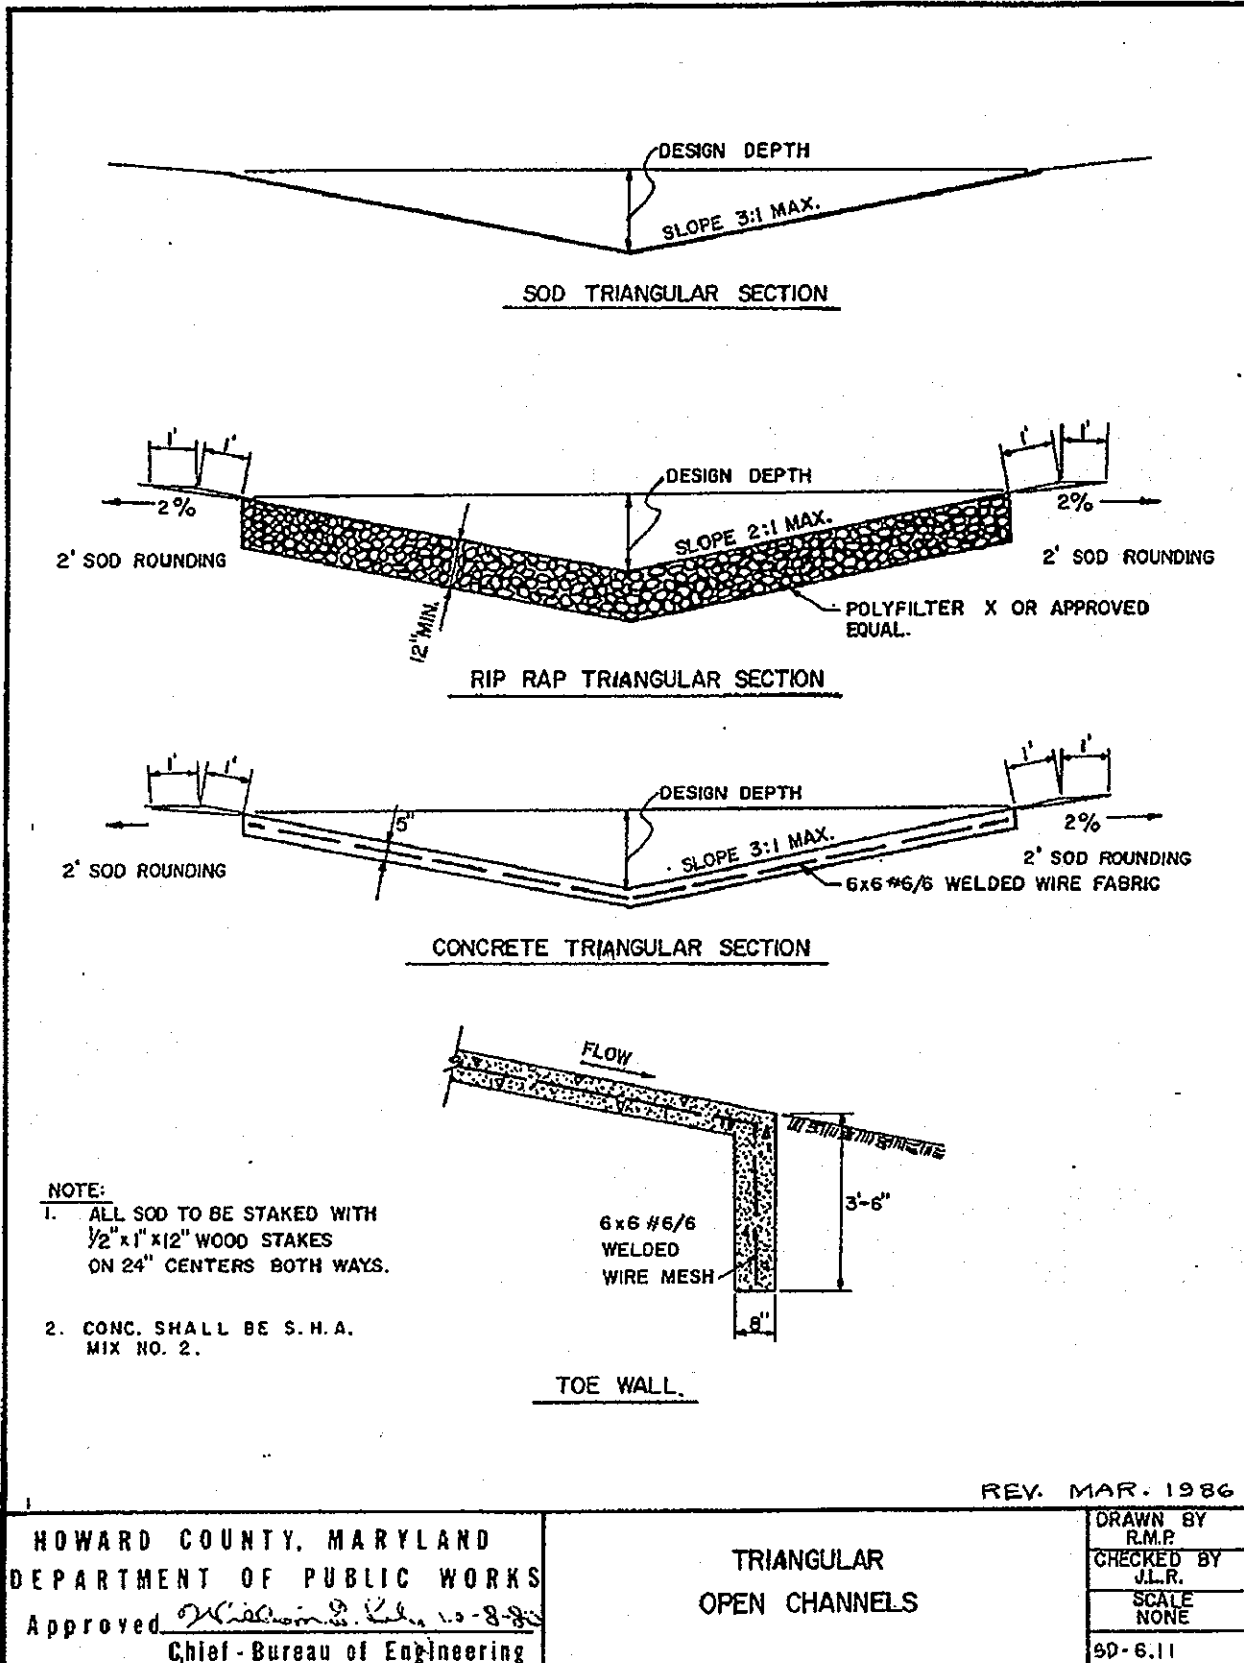 DESIGN DEPTH
SLOPE 3:1 MAX.
SOD TRIANGULAR SECTION
1' 1' 1' 1'
DESIGN DEPTH
2% 2%
SLOPE 2:1 MAX.
2' SOD ROUNDING 2' SOD ROUNDING
12" MIN.
POLYFILTER X OR APPROVED
EQUAL.
RIP RAP TRIANGULAR SECTION
1' 1' 1' 1'
DESIGN DEPTH
5"
2%
SLOPE 3:1 MAX.
2' SOD ROUNDING 2' SOD ROUNDING
6x6 #6/6 WELDED WIRE FABRIC
CONCRETE TRIANGULAR SECTION
FLOW
3'-6"
6x6 #6/6
WELDED
WIRE MESH
8"
TOE WALL.
NOTE:
1. ALL SOD TO BE STAKED WITH
1/2" x 1" x 12" WOOD STAKES
ON 24" CENTERS BOTH WAYS.
2. CONC. SHALL BE S.H.A.
MIX NO. 2.
REV. MAR. 1986
HOWARD COUNTY, MARYLAND
DEPARTMENT OF PUBLIC WORKS
Approved William
Chief - Bureau of Engineering
TRIANGULAR
OPEN CHANNELS
DRAWN BY
R.M.P.
CHECKED BY
J.L.R.
SCALE
NONE
SD-6.11